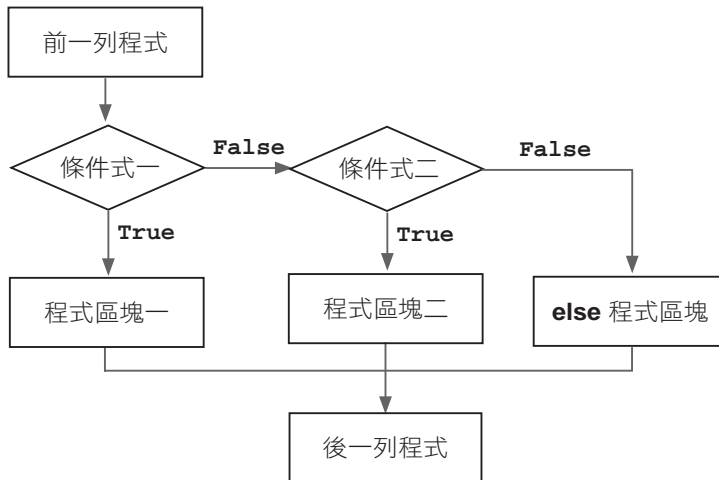 前一列程式
條件式一
False
條件式二
False
True
True
程式區塊一
程式區塊二
else 程式區塊
後一列程式